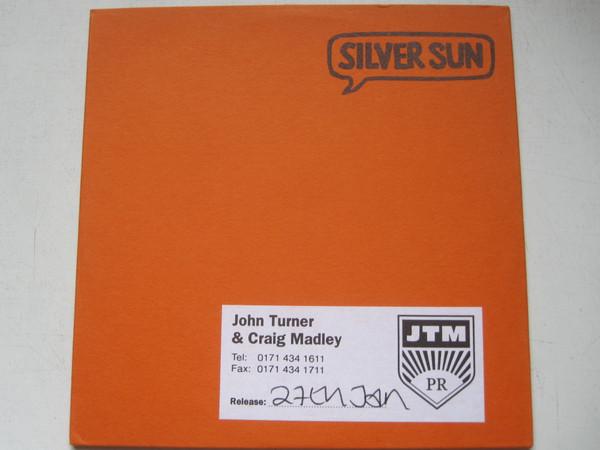 SILVER SUN
John Turner
& Craig Madley
Tel: 0171 434 1611
Fax: 0171 434 1711
Release: 27th Jan
JTM
PR